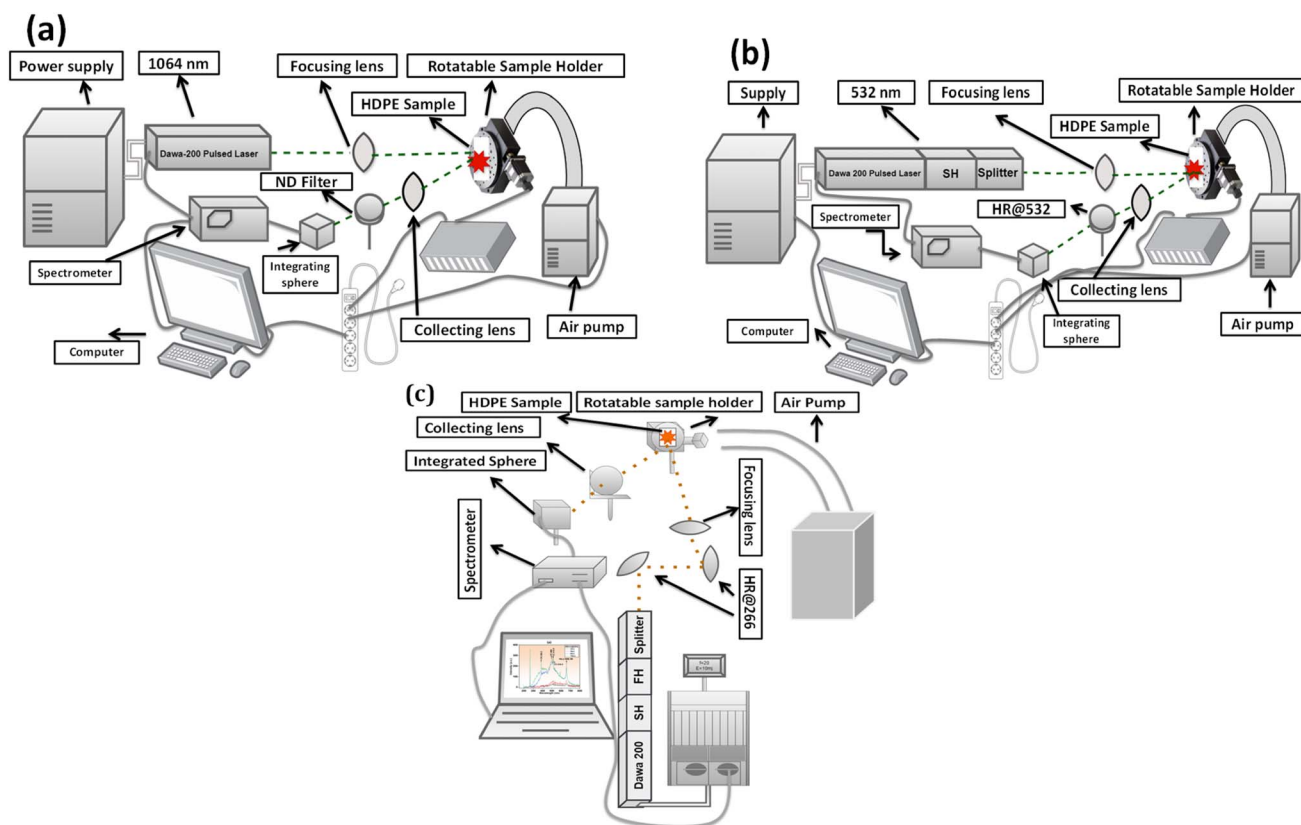 (a)
Power supply
1064 nm
Focusing lens
Rotatable Sample Holder
HDPE Sample
Dawa-200 Pulsed Laser
ND Filter
Spectrometer
Integrating
sphere
Computer
Collecting lens
Air pump
(b)
Supply
532 nm
Focusing lens
Rotatable Sample
Holder
HDPE Sample
Dawa 200 Pulsed Laser
SH
Splitter
HR@532
Spectrometer
Computer
Collecting lens
Integrating
sphere
Air pump
(c)
HDPE Sample
Rotatable sample holder
Air Pump
Collecting lens
Integrated Sphere
Focusing lens
Spectrometer
HR@266
Splitter
FH
SH
Dawa 200